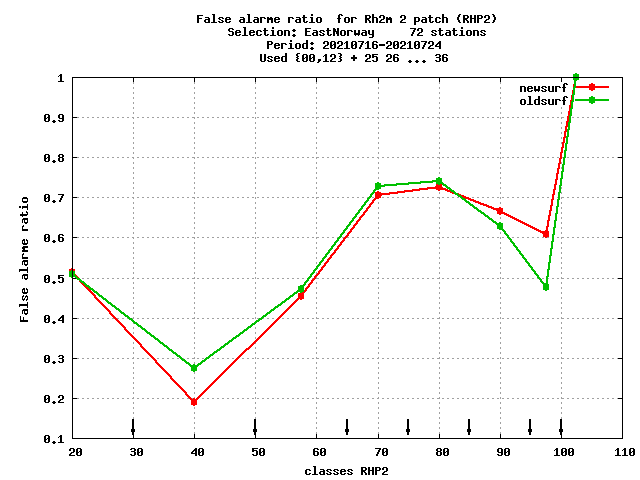 False alarme ratio  for Rh2m 2 patch (RHP2)
Selection: EastNorway     72 stations
Period: 20210716-20210724
Used {00,12} + 25 26 ... 36
newsurf
oldsurf
1
0.9
0.8
0.7
0.6
0.5
0.4
0.3
0.2
0.1
False alarme ratio
20 30 40 50 60 70 80 90 100 110
classes RHP2